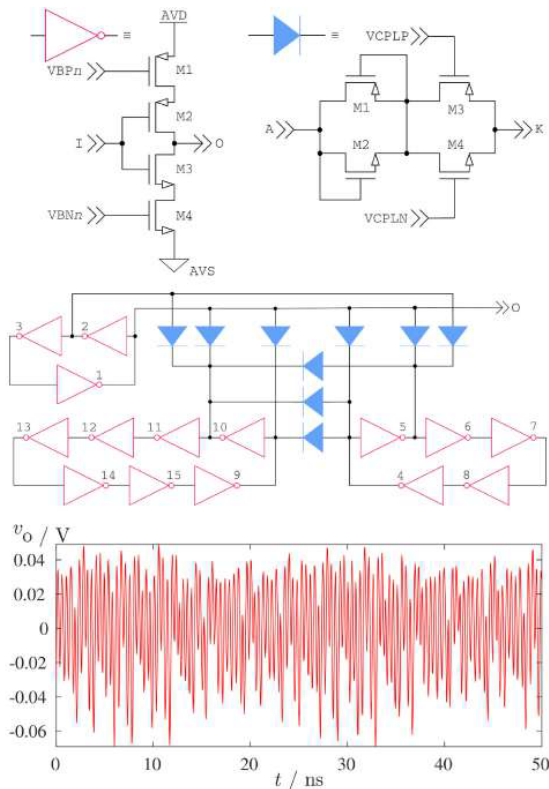 AVD
≡
≡
VCPLP
VBPn
M1
M1
M3
M2
I
O
A
K
M2
M4
M3
VBNn
M4
VCPLN
AVS
O
3
2
1
13
12
11
10
5
6
7
14
15
9
4
8
vO / V
0.04
0.02
0
-0.02
-0.04
-0.06
0
10
20
30
40
50
t / ns